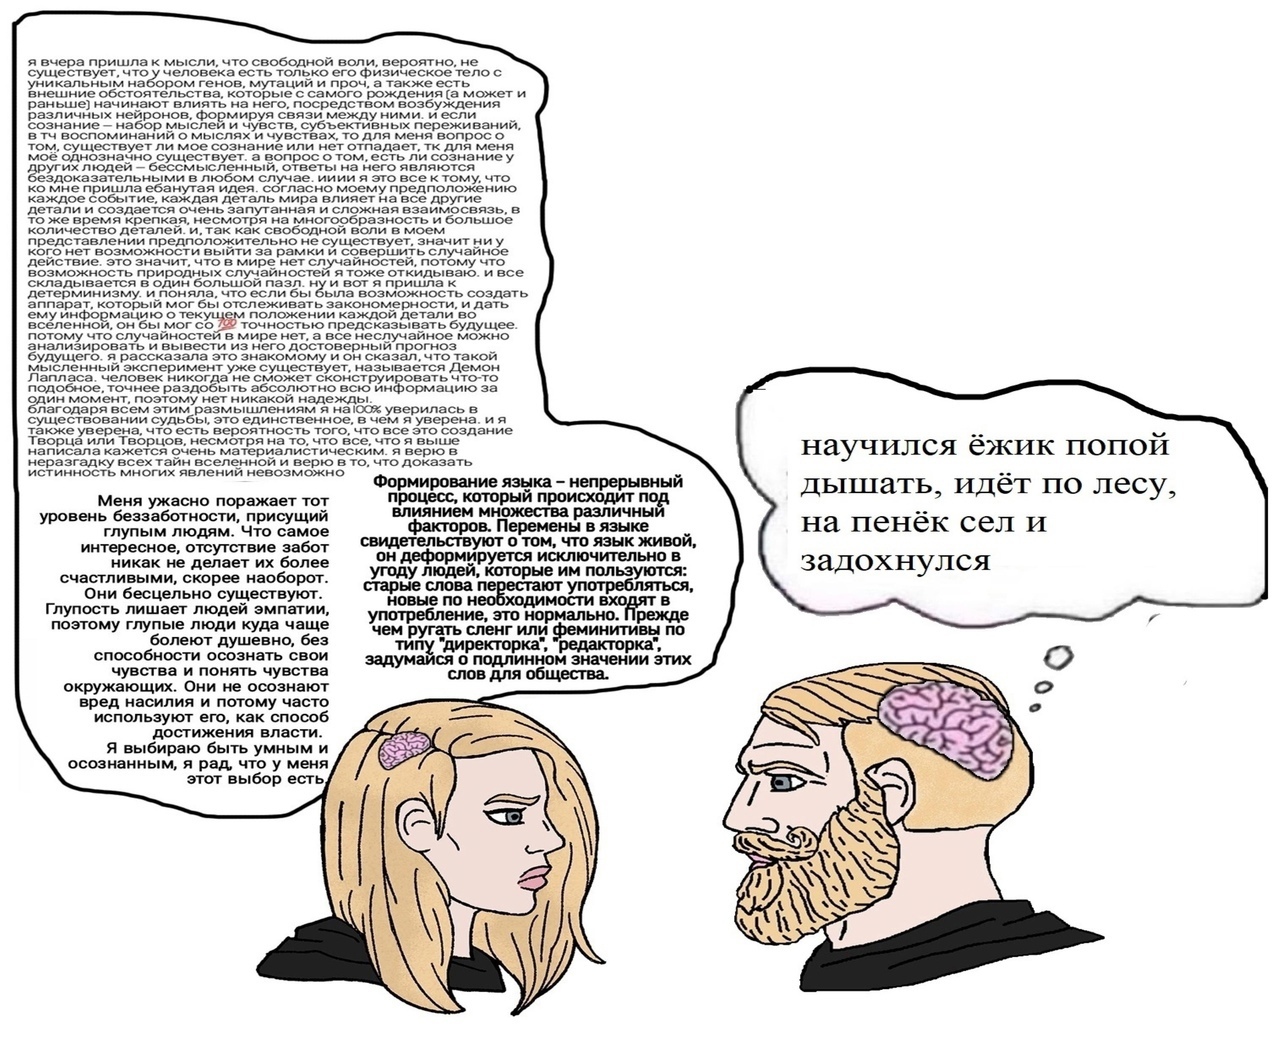 я вчера пришла к мысли, что свободной воли, вероятно, не
существует, что у человека есть только его физическое тело с
уникальным набором генов, мутаций и проч, а также есть
внешние обстоятельства, которые с самого рождения (а может и
раньше) начинают влиять на него, посредством возбуждения
различных нейронов, формируя связи между ними. и если
сознание – набор мыслей и чувств, субъективных переживаний,
в тч воспоминаний о мыслях и чувствах, то для меня вопрос о
том, существует ли мое сознание или нет отпадает, тк для меня
моё однозначно существует. а вопрос о том, есть ли сознание у
других людей – бессмысленный, ответы на него являются
бездоказательными в любом случае. ииии я это все к тому, что
ко мне пришла ебанутая идея. согласно моему предположению
каждое событие, каждая деталь мира влияет на все другие
детали и создается очень запутанная и сложная взаимосвязь, в
то же время крепкая, несмотря на многообразность и большое
количество деталей. и, так как свободной воли в моем
представлении предположительно не существует, значит ни у
кого нет возможности выйти за рамки и совершить случайное
действие. это значит, что в мире нет случайностей, потому что
возможность природных случайностей я тоже откидываю. и все
складывается в один большой пазл. ну и вот я пришла к
детерминизму. и поняла, что если бы была возможность создать
аппарат, который мог бы отслеживать закономерности, и дать
ему информацию о текущем положении каждой детали во
вселенной, он бы мог со 💯 точностью предсказывать будущее.
потому что случайностей в мире нет, а все неслучайное можно
анализировать и вывести из него достоверный прогноз
будущего. я рассказала это знакомому и он сказал, что такой
мысленный эксперимент уже существует, называется Демон
Лапласа. человек никогда не сможет сконструировать что-то
подобное, точнее раздобыть абсолютно всю информацию за
один момент, поэтому нет никакой надежды.
благодаря всем этим размышлениям я на100% уверилась в
существовании судьбы, это единственное, в чем я уверена. и я
также уверена, что есть вероятность того, что все это создание
Творца или Творцов, несмотря на то, что все, что я выше
написала кажется очень материалистическим. я верю в
неразгадку всех тайн вселенной и верю в то, что доказать
истинность многих явлений невозможно
Меня ужасно поражает тот
уровень беззаботности, присущий
глупым людям. Что самое
интересное, отсутствие забот
никак не делает их более
счастливыми, скорее наоборот.
Они бесцельно существуют.
Глупость лишает людей эмпатии,
поэтому глупые люди куда чаще
болеют душевно, без
способности осознать свои
чувства и понять чувства
окружающих. Они не осознают
вред насилия и потому часто
используют его, как способ
достижения власти.
Я выбираю быть умным и
осознанным, я рад, что у меня
этот выбор есть.
Формирование языка – непрерывный
процесс, который происходит под
влиянием множества различный
факторов. Перемены в языке
свидетельствуют о том, что язык живой,
он деформируется исключительно в
угоду людей, которые им пользуются:
старые слова перестают употребляться,
новые по необходимости входят в
употребление, это нормально. Прежде
чем ругать сленг или феминитивы по
типу "директорка", "редакторка",
задумайся о подлинном значении этих
слов для общества.
научился ёжик попой
дышать, идёт по лесу,
на пенёк сел и
задохнулся